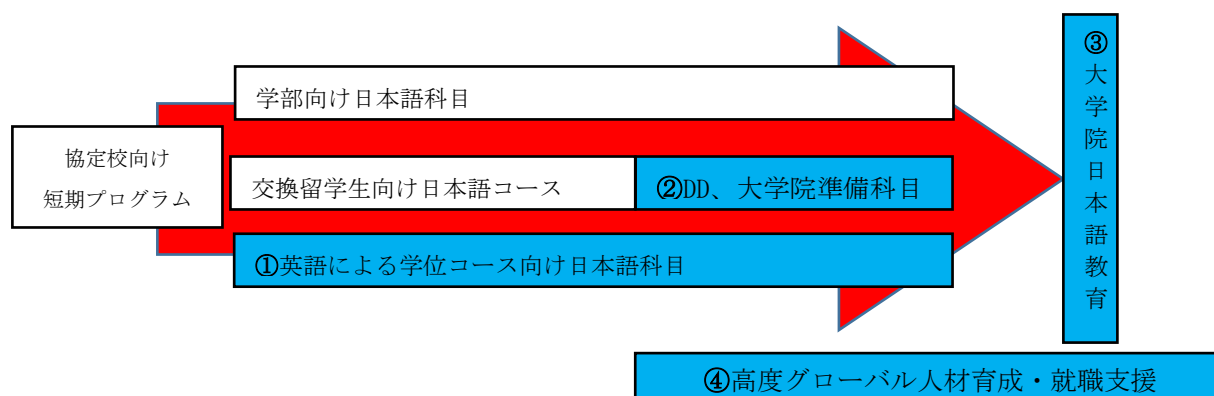 学部向け日本語科目
協定校向け
短期プログラム
交換留学生向け日本語コース
②DD、大学院準備科目
①英語による学位コース向け日本語科目
③大学院日本語教育
④高度グローバル人材育成・就職支援